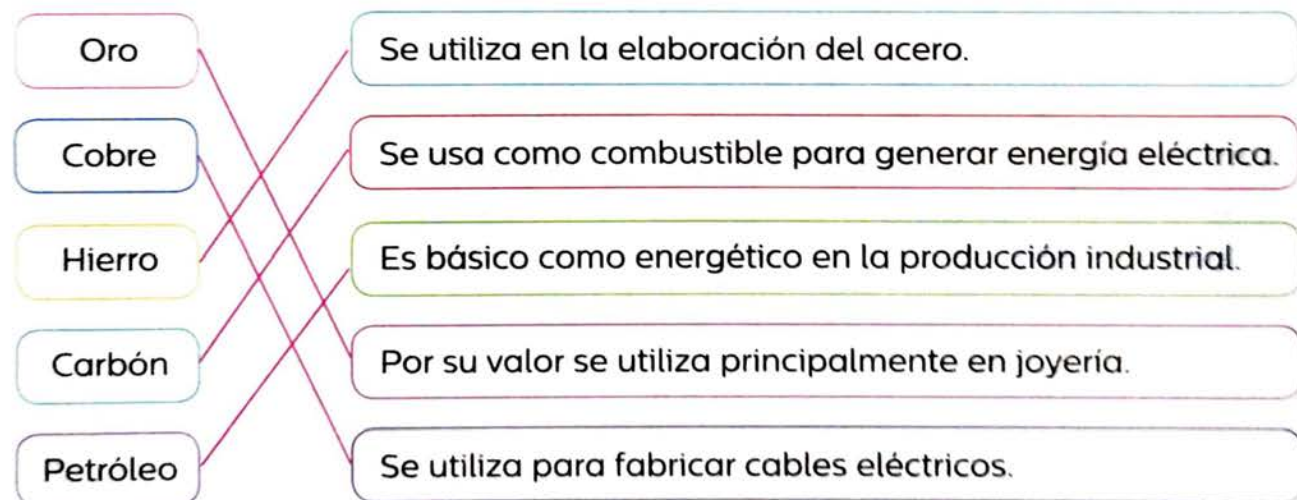 Oro
Se utiliza en la elaboración del acero.
Cobre
Se usa como combustible para generar energía eléctrica.
Hierro
Es básico como energético en la producción industrial.
Carbón
Por su valor se utiliza principalmente en joyería.
Petróleo
Se utiliza para fabricar cables eléctricos.